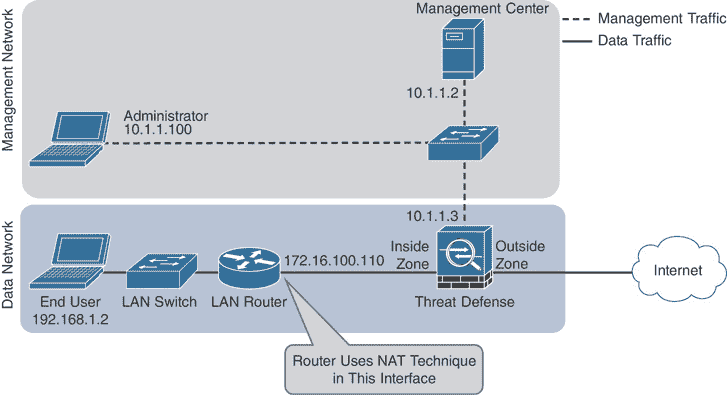 Management Center
Management Traffic
Data Traffic
Management Network
10.1.1.2
Administrator
10.1.1.100
10.1.1.3
Data Network
Inside
Zone
Outside
Zone
172.16.100.110
Internet
End User
192.168.1.2
LAN Switch
LAN Router
Threat Defense
Router Uses NAT Technique
in This Interface